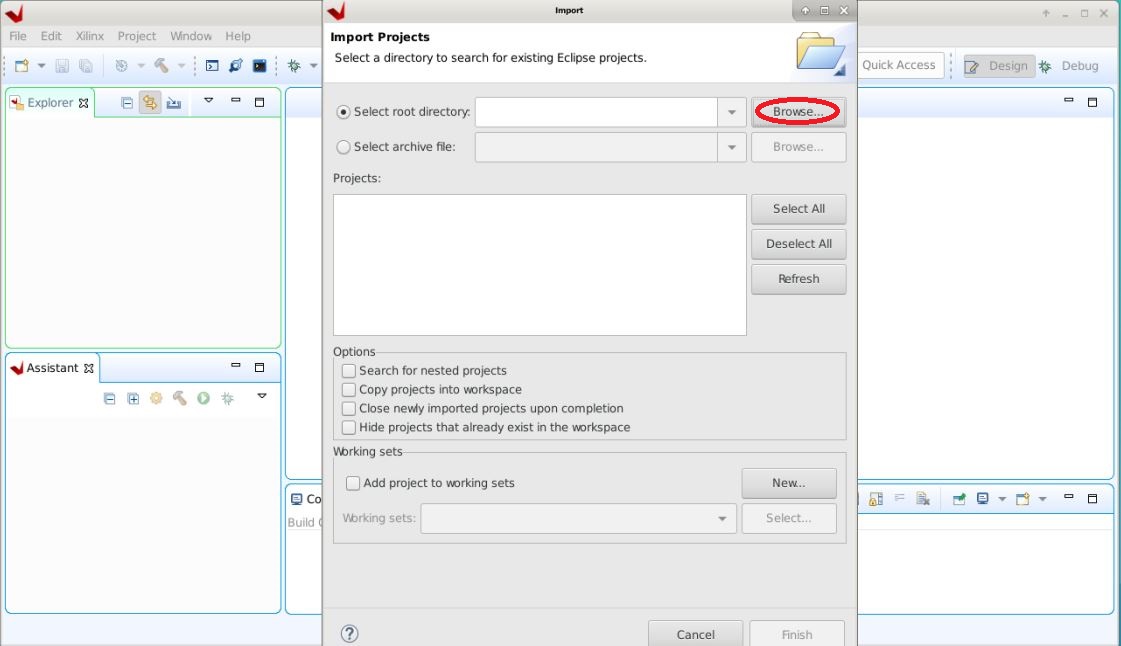 Import
File Edit Xilinx Project Window Help
Import Projects
Select a directory to search for existing Eclipse projects.
Quick Access
Design
Debug
Explorer
Select root directory:
Browse...
Select archive file:
Browse...
Projects:
Select All
Deselect All
Refresh
Assistant
Options
Search for nested projects
Copy projects into workspace
Close newly imported projects upon completion
Hide projects that already exist in the workspace
Working sets
Add project to working sets
New...
Working sets:
Select...
Co
Build
?
Cancel
Finish